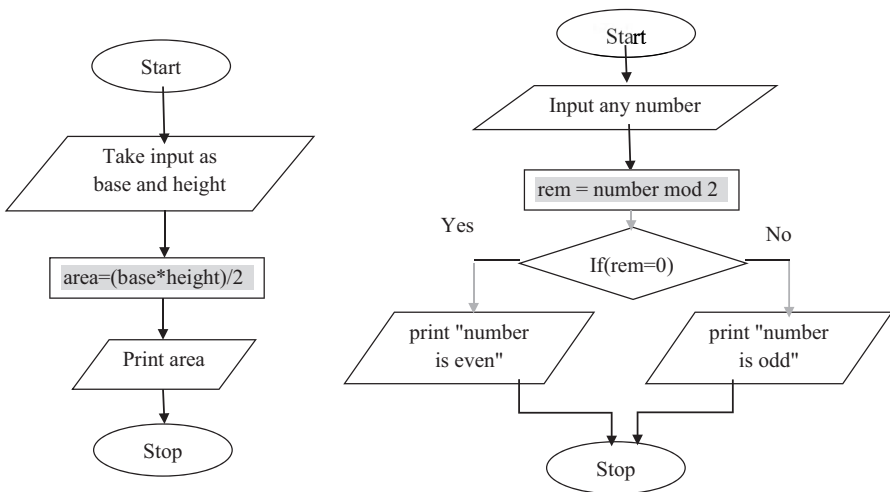 Start
Take input as
base and height
area=(base*height)/2
Print area
Stop
Start
Input any number
rem = number mod 2
Yes
No
If(rem=0)
print "number
is even"
print "number
is odd"
Stop